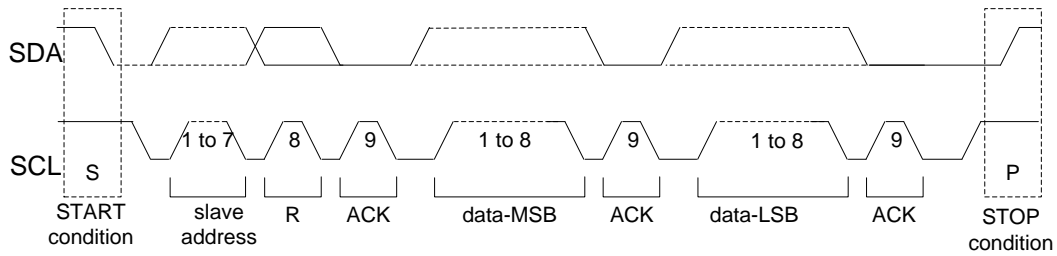 SDA
1 to 7 8 9 1 to 8 9 1 to 8 9
SCL
S P
START condition
slave address
R
ACK
data-MSB
ACK
data-LSB
ACK
STOP condition